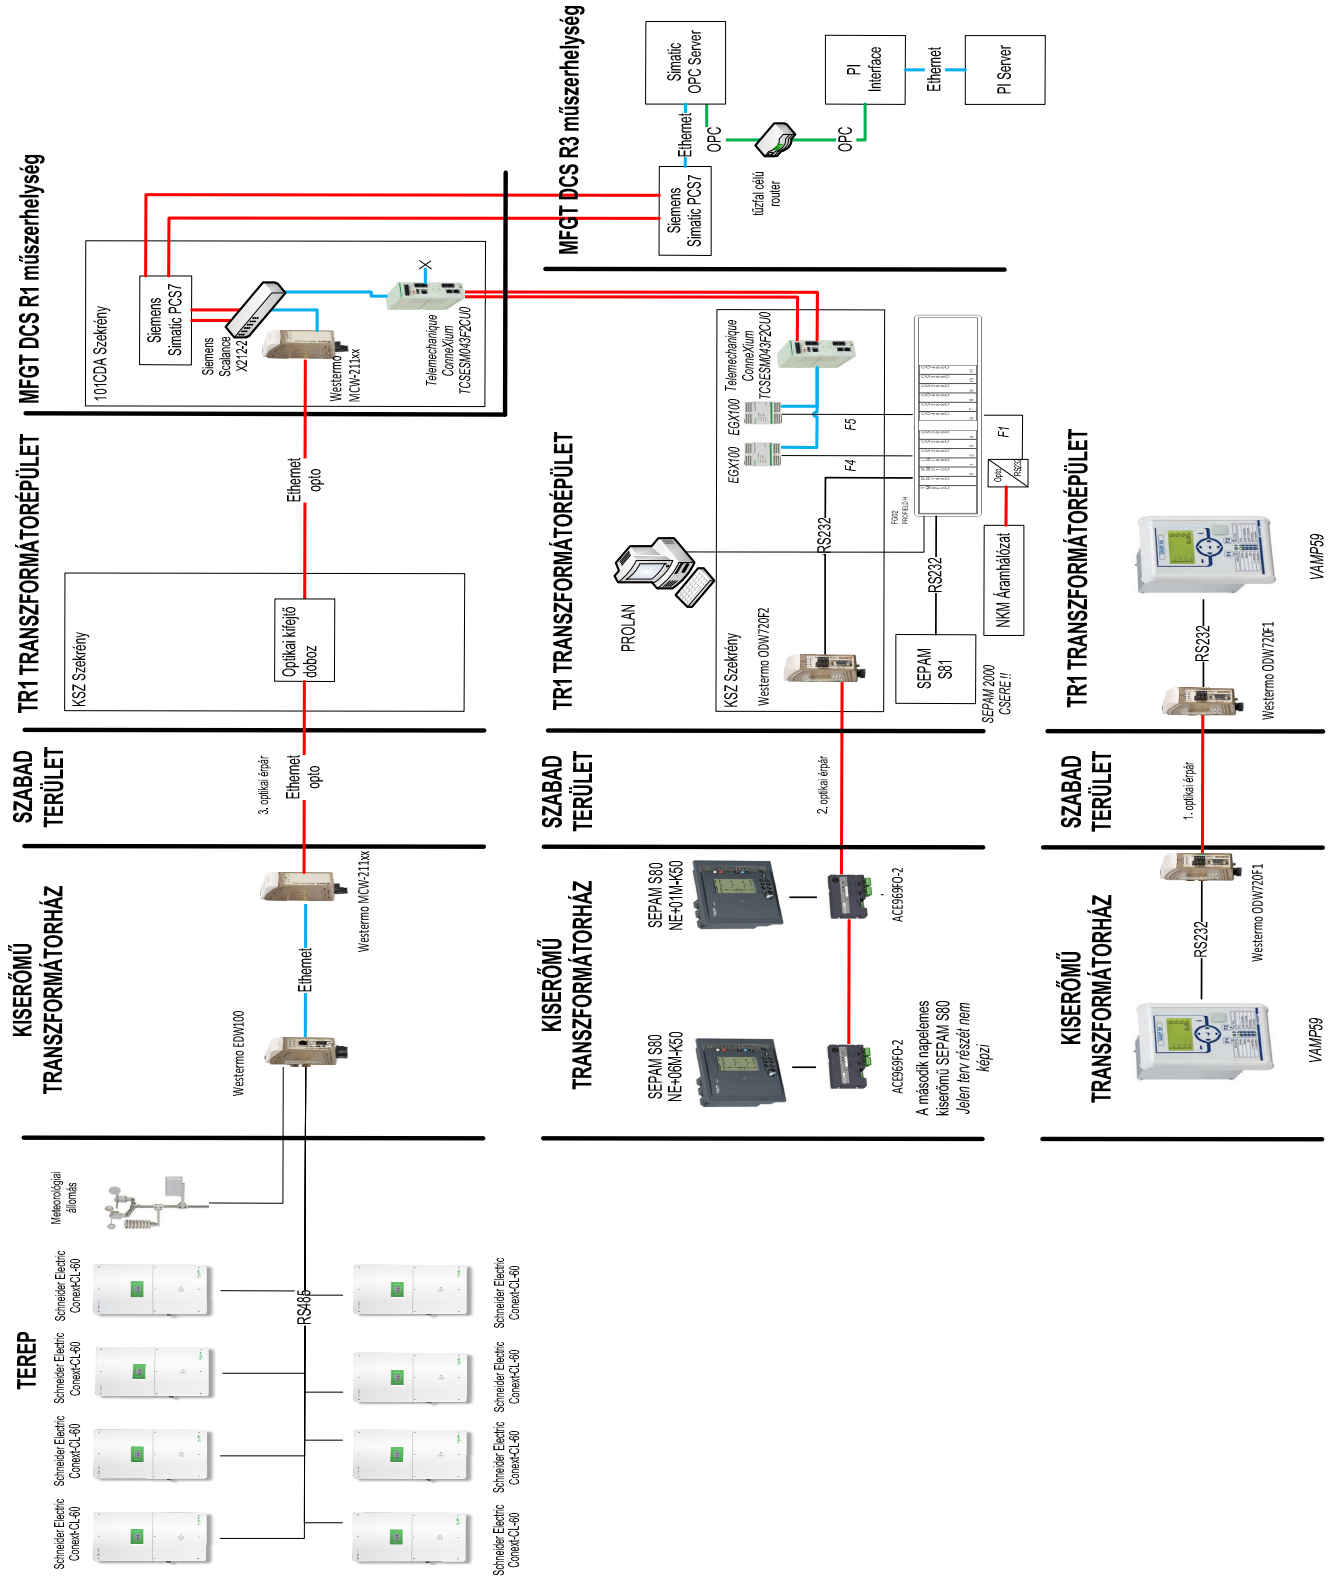 TEREP
Schneider Electric
Conext-CL-60
Schneider Electric
Conext-CL-60
Schneider Electric
Conext-CL-60
Schneider Electric
Conext-CL-60
Schneider Electric
Conext-CL-60
Schneider Electric
Conext-CL-60
Schneider Electric
Conext-CL-60
Schneider Electric
Conext-CL-60
RS485
Meteorológiai
állomás
KISERŐMŰ
TRANSZFORMÁTORHÁZ
Westermo EDW100
Ethernet
Westermo MCW-211xx
SZABAD
TERÜLET
3. optikai érpár
Ethernet
opto
TR1 TRANSZFORMÁTORÉPÜLET
KSZ Szekrény
Optikai kifejtő
doboz
Ethernet
opto
MFGT DCS R1 műszerhelység
101CDA Szekrény
Siemens
Simatic PCS7
Siemens
Scalance
X212-2
Westermo
MCW-211xx
Telemechanique
ConneXium
TCSESM043F2CU0
X
KISERŐMŰ
TRANSZFORMÁTORHÁZ
SEPAM S80
NE+06M-K50
SEPAM S80
NE+01M-K50
ACE969FO-2
ACE969FO-2
A második napelemes
kiserőmű SEPAM S80
Jelen terv részét nem
képzi
SZABAD
TERÜLET
2. optikai érpár
TR1 TRANSZFORMÁTORÉPÜLET
PROLAN
KSZ Szekrény
Westermo ODW720F2
RS232
EGX100
EGX100
Telemechanique
ConneXium
TCSESM043F2CU0
F4
F5
FG02
PROFIELD H
RS232
SEPAM
S81
SEPAM 2000
CSERE !!
F1
Opto
RS232
NKM Áramhálózat
MFGT DCS R3 műszerhelység
Siemens
Simatic PCS7
Ethernet
OPC
Simatic
OPC Server
tűzfal célú
router
OPC
PI
Interface
Ethernet
PI Server
KISERŐMŰ
TRANSZFORMÁTORHÁZ
VAMP59
RS232
Westermo ODW720F1
SZABAD
TERÜLET
1. optikai érpár
TR1 TRANSZFORMÁTORÉPÜLET
Westermo ODW720F1
RS232
VAMP59